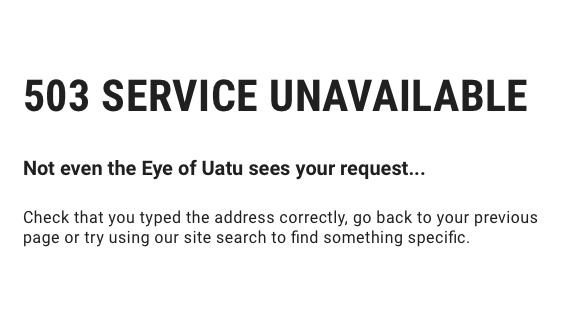 503 SERVICE UNAVAILABLE
Not even the Eye of Uatu sees your request...
Check that you typed the address correctly, go back to your previous
page or try using our site search to find something specific.